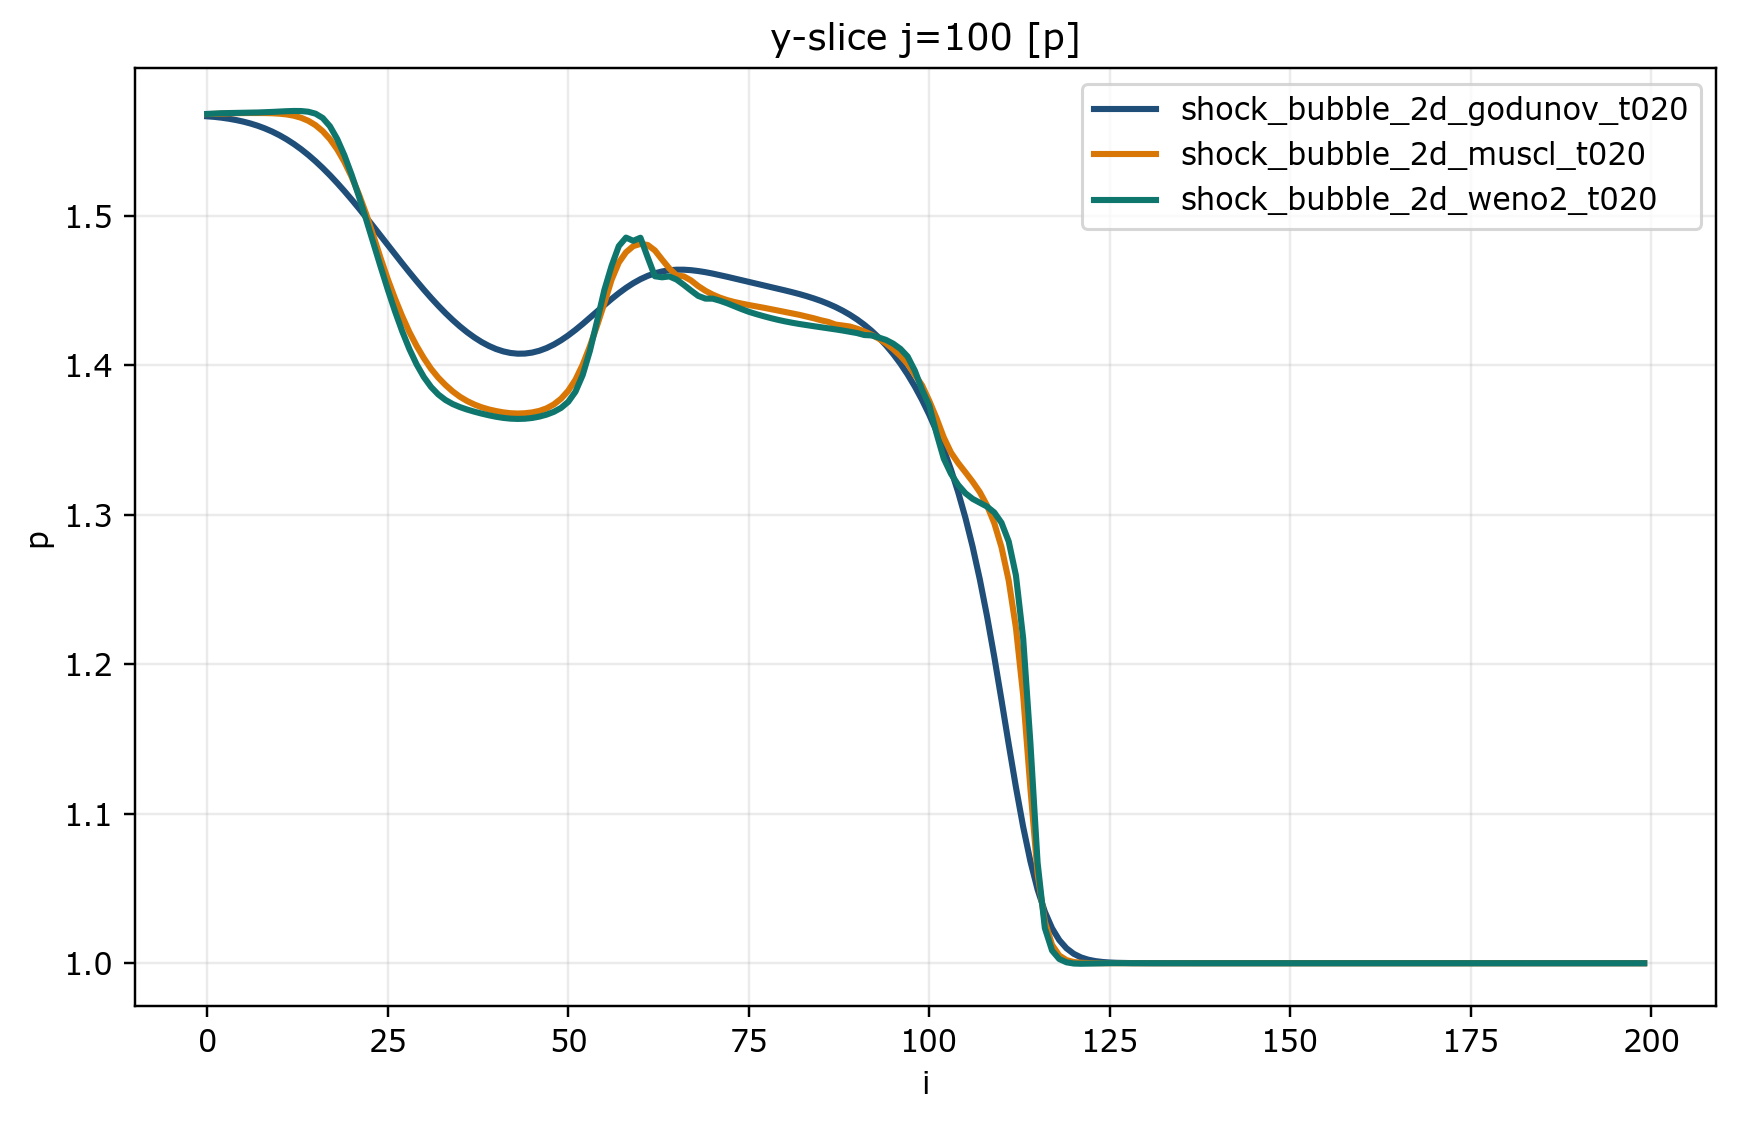 y-slice j=100 [p]
shock_bubble_2d_godunov_t020
shock_bubble_2d_muscl_t020
shock_bubble_2d_weno2_t020
1.5
1.4
1.3
1.2
1.1
1.0
p
0 25 50 75 100 125 150 175 200
i